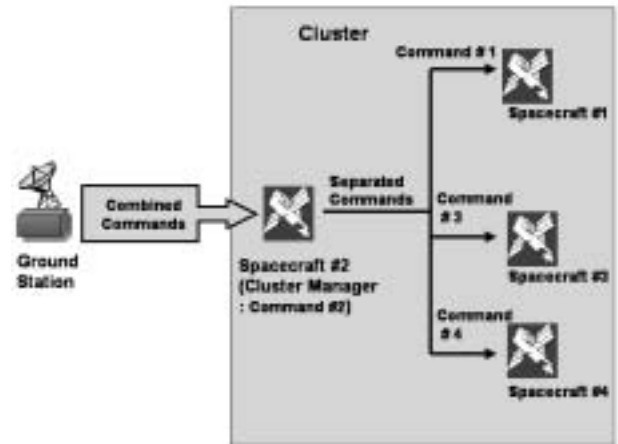 Cluster
Command #1
Spacecraft #1
Combined
Commands
Separated
Commands
Command
#3
Ground
Station
Spacecraft #2
(Cluster Manager
: Command #2)
Spacecraft #3
Command
#4
Spacecraft #4